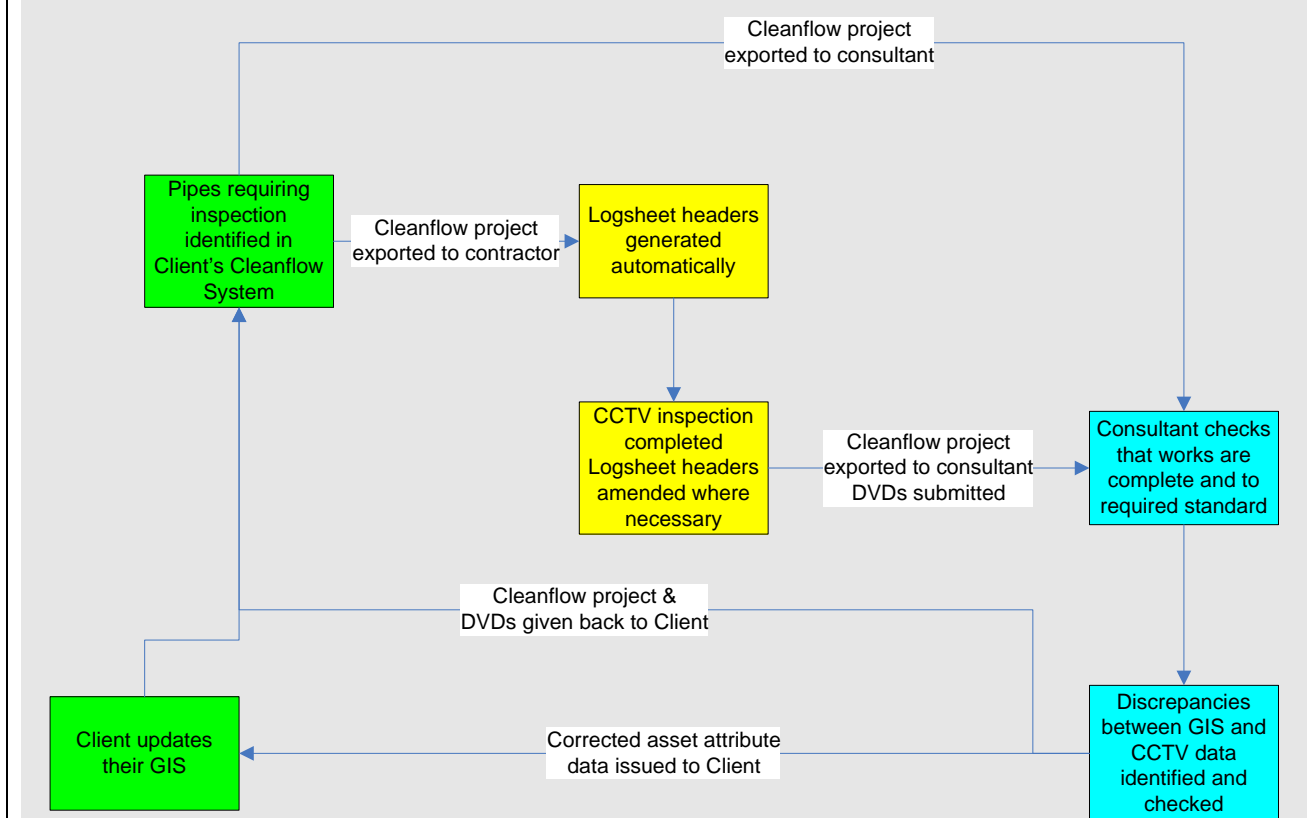 Cleanflow project
exported to consultant
Pipes requiring
inspection
identified in
Client's Cleanflow
System
Cleanflow project
exported to contractor
Logsheet headers
generated
automatically
CCTV inspection
completed
Logsheet headers
amended where
necessary
Cleanflow project
exported to consultant
DVDs submitted
Consultant checks
that works are
complete and to
required standard
Cleanflow project &
DVDs given back to Client
Client updates
their GIS
Corrected asset attribute
data issued to Client
Discrepancies
between GIS and
CCTV data
identified and
checked